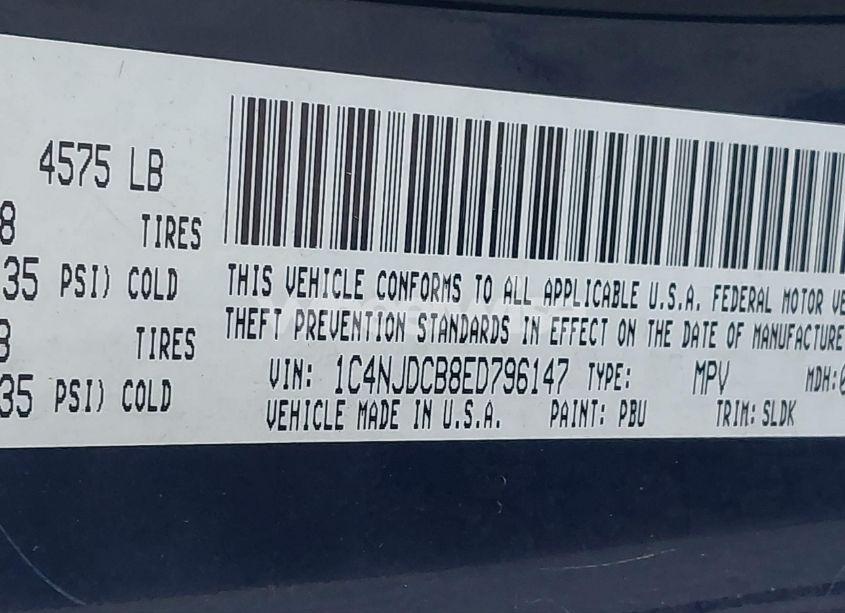 4575 LB
8 TIRES
35 PSI) COLD
TIRES
35 PSI) COLD
THIS VEHICLE CONFORMS TO ALL APPLICABLE U.S.A. FEDERAL MOTOR VE
THEFT PREVENTION STANDARDS IN EFFECT ON THE DATE OF MANUFACTURE
VIN: 1C4NJDCB8ED796147 TYPE: MPV MDH:0
VEHICLE MADE IN U.S.A. PAINT: PBU TRIM: SLDK